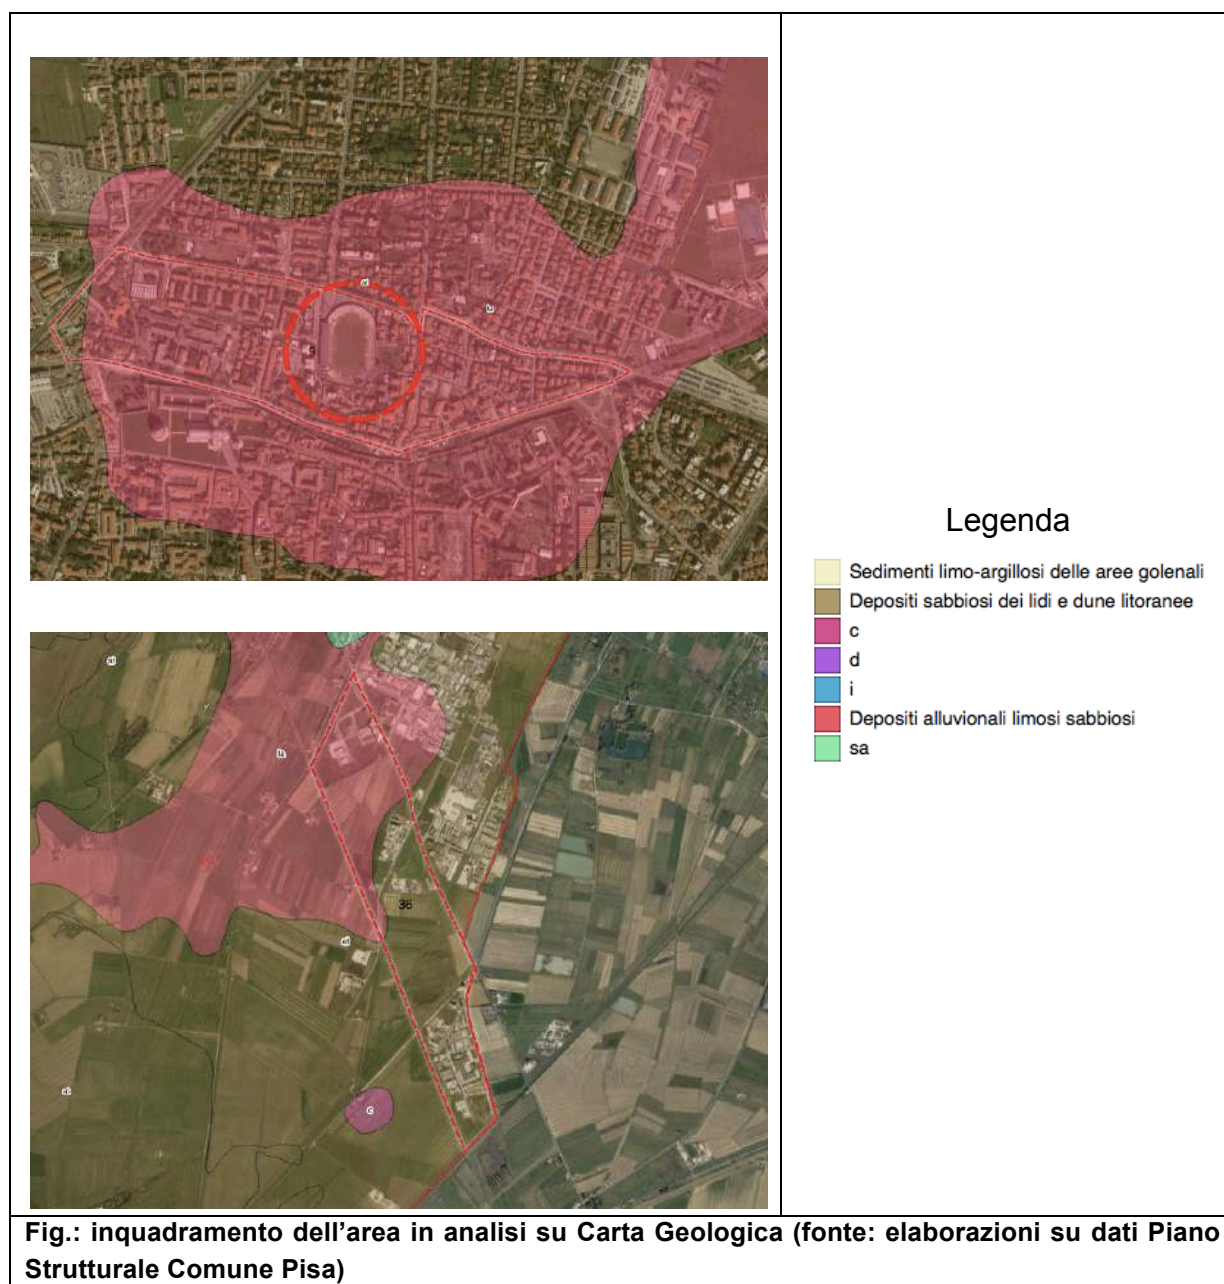 Legenda
Sedimenti limo-argillosi delle aree golenali
Depositi sabbiosi dei lidi e dune litoranee
c
d
i
Depositi alluvionali limosi sabbiosi
sa
36
c
Fig.: inquadramento dell'area in analisi su Carta Geologica (fonte: elaborazioni su dati Piano
Strutturale Comune Pisa)